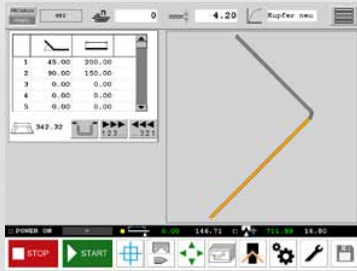 PROGRAM 0 4.20 Kupfer neu
1 45.00 200.00
2 90.00 150.00
3 0.00 0.00
4 0.00 0.00
5 0.00 0.00
342.32 123 321
POWER ON 0.00 146.71 711.93 16.80
STOP START